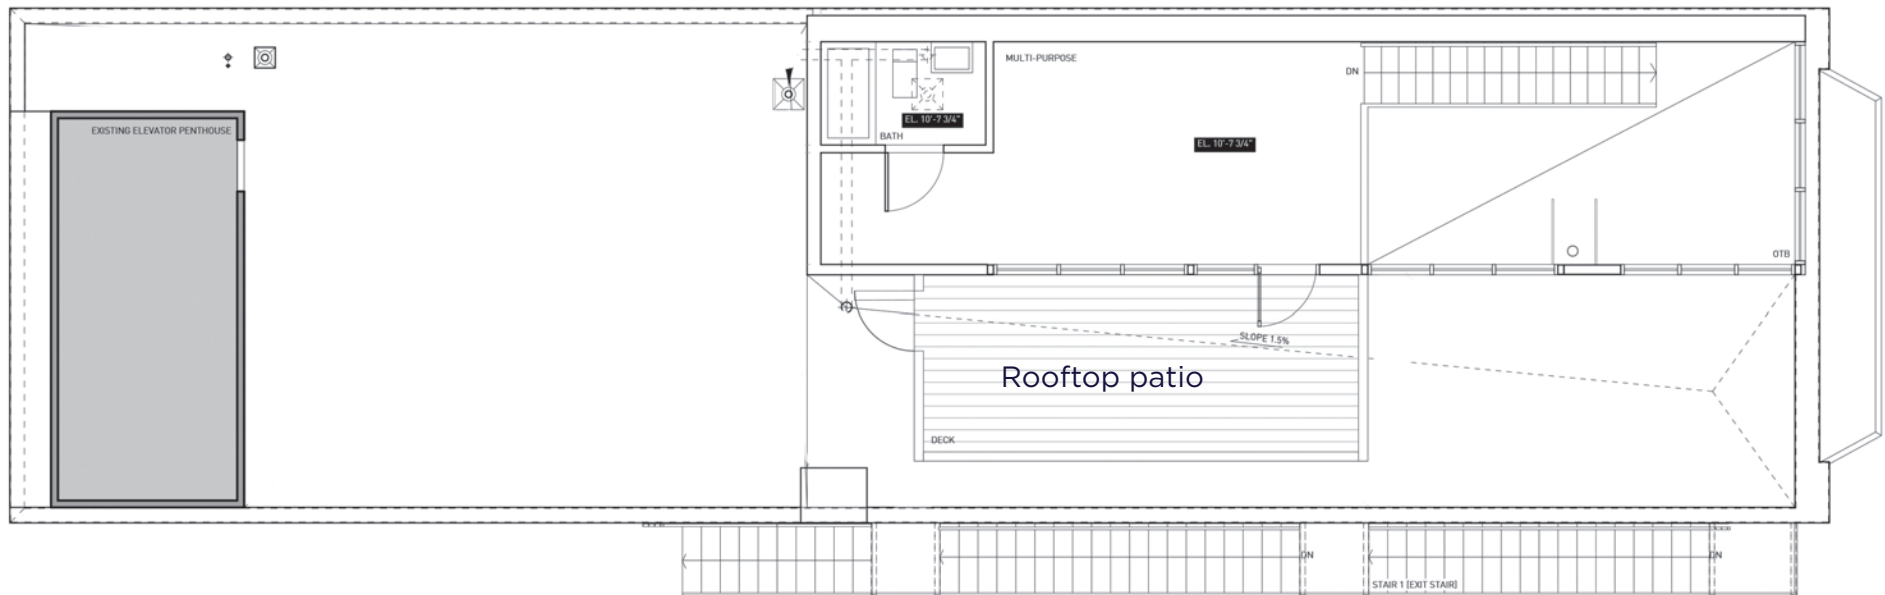 MULTI-PURPOSE
DN
EL. 10'-7 3/4"
BATH
EXISTING ELEVATOR PENTHOUSE
EL. 10'-7 3/4"
OTB
SLOPE 1.5%
Rooftop patio
DECK
DN
DN
STAIR 1 [EXIT STAIR]